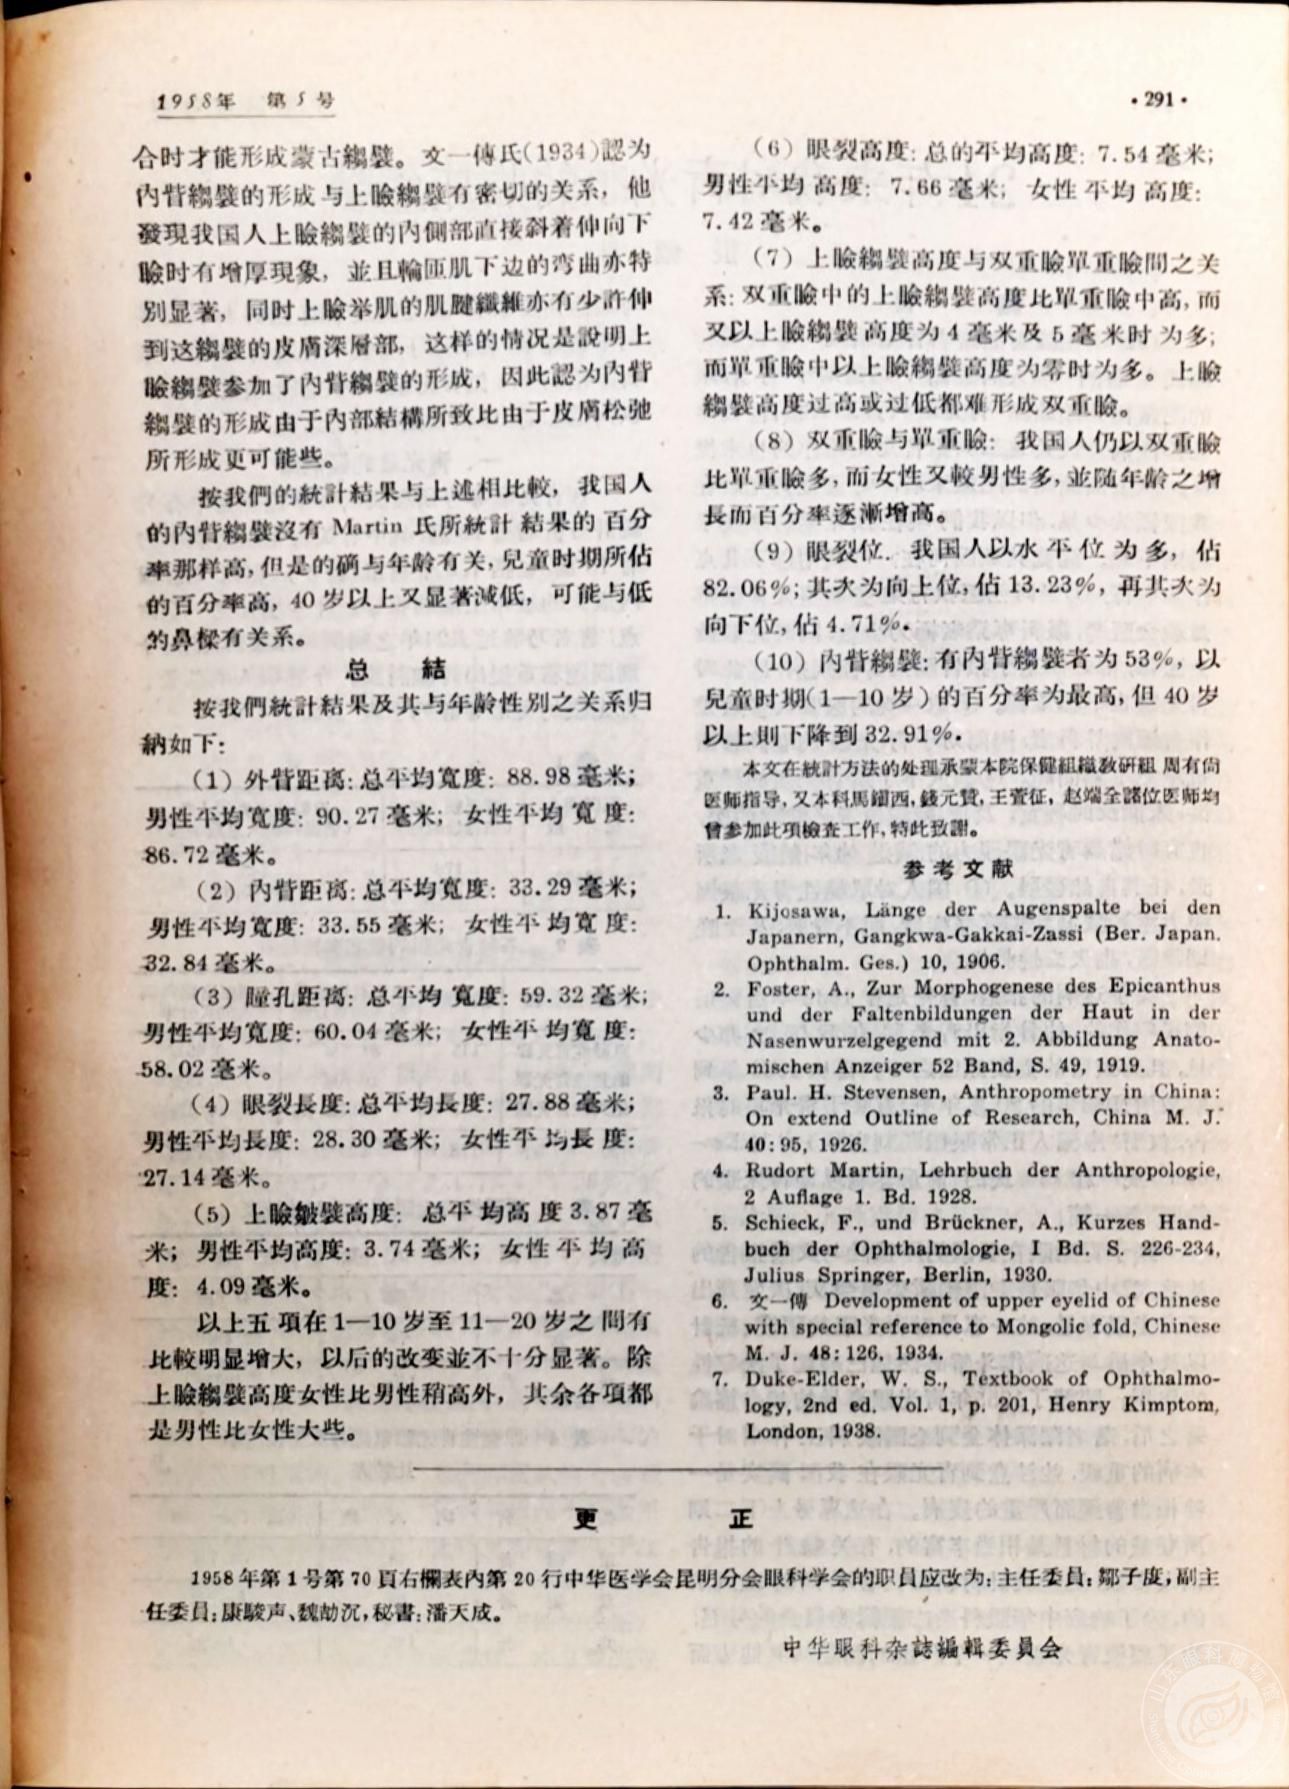 1958年 第5号
·291·
合时才能形成蒙古縐襞。文一傅氏(1934)認为
內眥縐襞的形成与上瞼縐襞有密切的关系，他
發現我国人上瞼縐襞的內側部直接斜着伸向下
瞼时有增厚現象，並且輪匝肌下边的弯曲亦特
別显著，同时上瞼举肌的肌腱纖維亦有少許伸
到这縐襞的皮膚深層部，这样的情况是說明上
瞼縐襞参加了內眥縐襞的形成，因此認为內眥
縐襞的形成由于內部結構所致比由于皮膚松弛
所形成更可能些。
按我們的統計結果与上述相比較，我国人
的內眥縐襞沒有 Martin 氏所統計結果的百分
率那样高，但是的确与年齡有关，兒童时期所佔
的百分率高，40岁以上又显著減低，可能与低
的鼻樑有关系。
总 結
按我們統計結果及其与年齡性別之关系归
納如下：
(1) 外眥距离：总平均寬度：88.98毫米；
男性平均寬度：90.27毫米；女性平均寬度：
86.72毫米。
(2) 內眥距离：总平均寬度：33.29毫米；
男性平均寬度：33.55毫米；女性平均寬度：
32.84毫米。
(3) 瞳孔距离：总平均寬度：59.32毫米；
男性平均寬度：60.04毫米；女性平均寬度：
58.02毫米。
(4) 眼裂長度：总平均長度：27.88毫米；
男性平均長度：28.30毫米；女性平均長度：
27.14毫米。
(5) 上瞼皺襞高度：总平均高度3.87毫
米；男性平均高度：3.74毫米；女性平均高
度：4.09毫米。
以上五項在1—10岁至11—20岁之間有
比較明显增大，以后的改变並不十分显著。除
上瞼縐襞高度女性比男性稍高外，其余各項都
是男性比女性大些。
(6) 眼裂高度：总的平均高度：7.54毫米；
男性平均高度：7.66毫米；女性平均高度：
7.42毫米。
(7) 上瞼縐襞高度与双重瞼單重瞼間之关
系：双重瞼中的上瞼縐襞高度比單重瞼中高，而
又以上瞼縐襞高度为4毫米及5毫米时为多；
而單重瞼中以上瞼縐襞高度为零时为多。上瞼
縐襞高度过高或过低都难形成双重瞼。
(8) 双重瞼与單重瞼：我国人仍以双重瞼
比單重瞼多，而女性又較男性多，並随年齡之增
長而百分率逐漸增高。
(9) 眼裂位．我国人以水平位为多，佔
82.06%；其次为向上位，佔13.23%，再其次为
向下位，佔4.71%．
(10) 內眥縐襞：有內眥縐襞者为53%，以
兒童时期(1—10岁)的百分率为最高，但40岁
以上則下降到32.91%．
本文在統計方法的处理承蒙本院保健組織教研組周有尙
医师指导，又本科馬鎦西，錢元贊，王萱征，赵端全諸位医师均
曾参加此項檢查工作，特此致謝。
参考文献
1. Kijosawa, Länge der Augenspalte bei den
Japanern, Gangkwa-Gakkai-Zassi (Ber. Japan.
Ophthalm. Ges.) 10, 1906.
2. Foster, A., Zur Morphogenese des Epicanthus
und der Faltenbildungen der Haut in der
Nasenwurzelgegend mit 2. Abbildung Anato-
mischen Anzeiger 52 Band, S. 49, 1919.
3. Paul. H. Stevensen, Anthropometry in China:
On extend Outline of Research, China M. J.
40: 95, 1926.
4. Rudort Martin, Lehrbuch der Anthropologie,
2 Auflage 1. Bd. 1928.
5. Schieck, F., und Brückner, A., Kurzes Hand-
buch der Ophthalmologie, I Bd. S. 226-234,
Julius Springer, Berlin, 1930.
6. 文一傅 Development of upper eyelid of Chinese
with special reference to Mongolic fold, Chinese
M. J. 48: 126, 1934.
7. Duke-Elder, W. S., Textbook of Ophthalmo-
logy, 2nd ed. Vol. 1, p. 201, Henry Kimptom,
London, 1938.
更 正
1958年第1号第70頁右欄表內第20行中华医学会昆明分会眼科学会的职員应改为：主任委員：鄒子度，副主
任委員：康駿声、魏劼沉，秘書：潘天成。
中华眼科杂誌編輯委員会
山东眼科博物馆